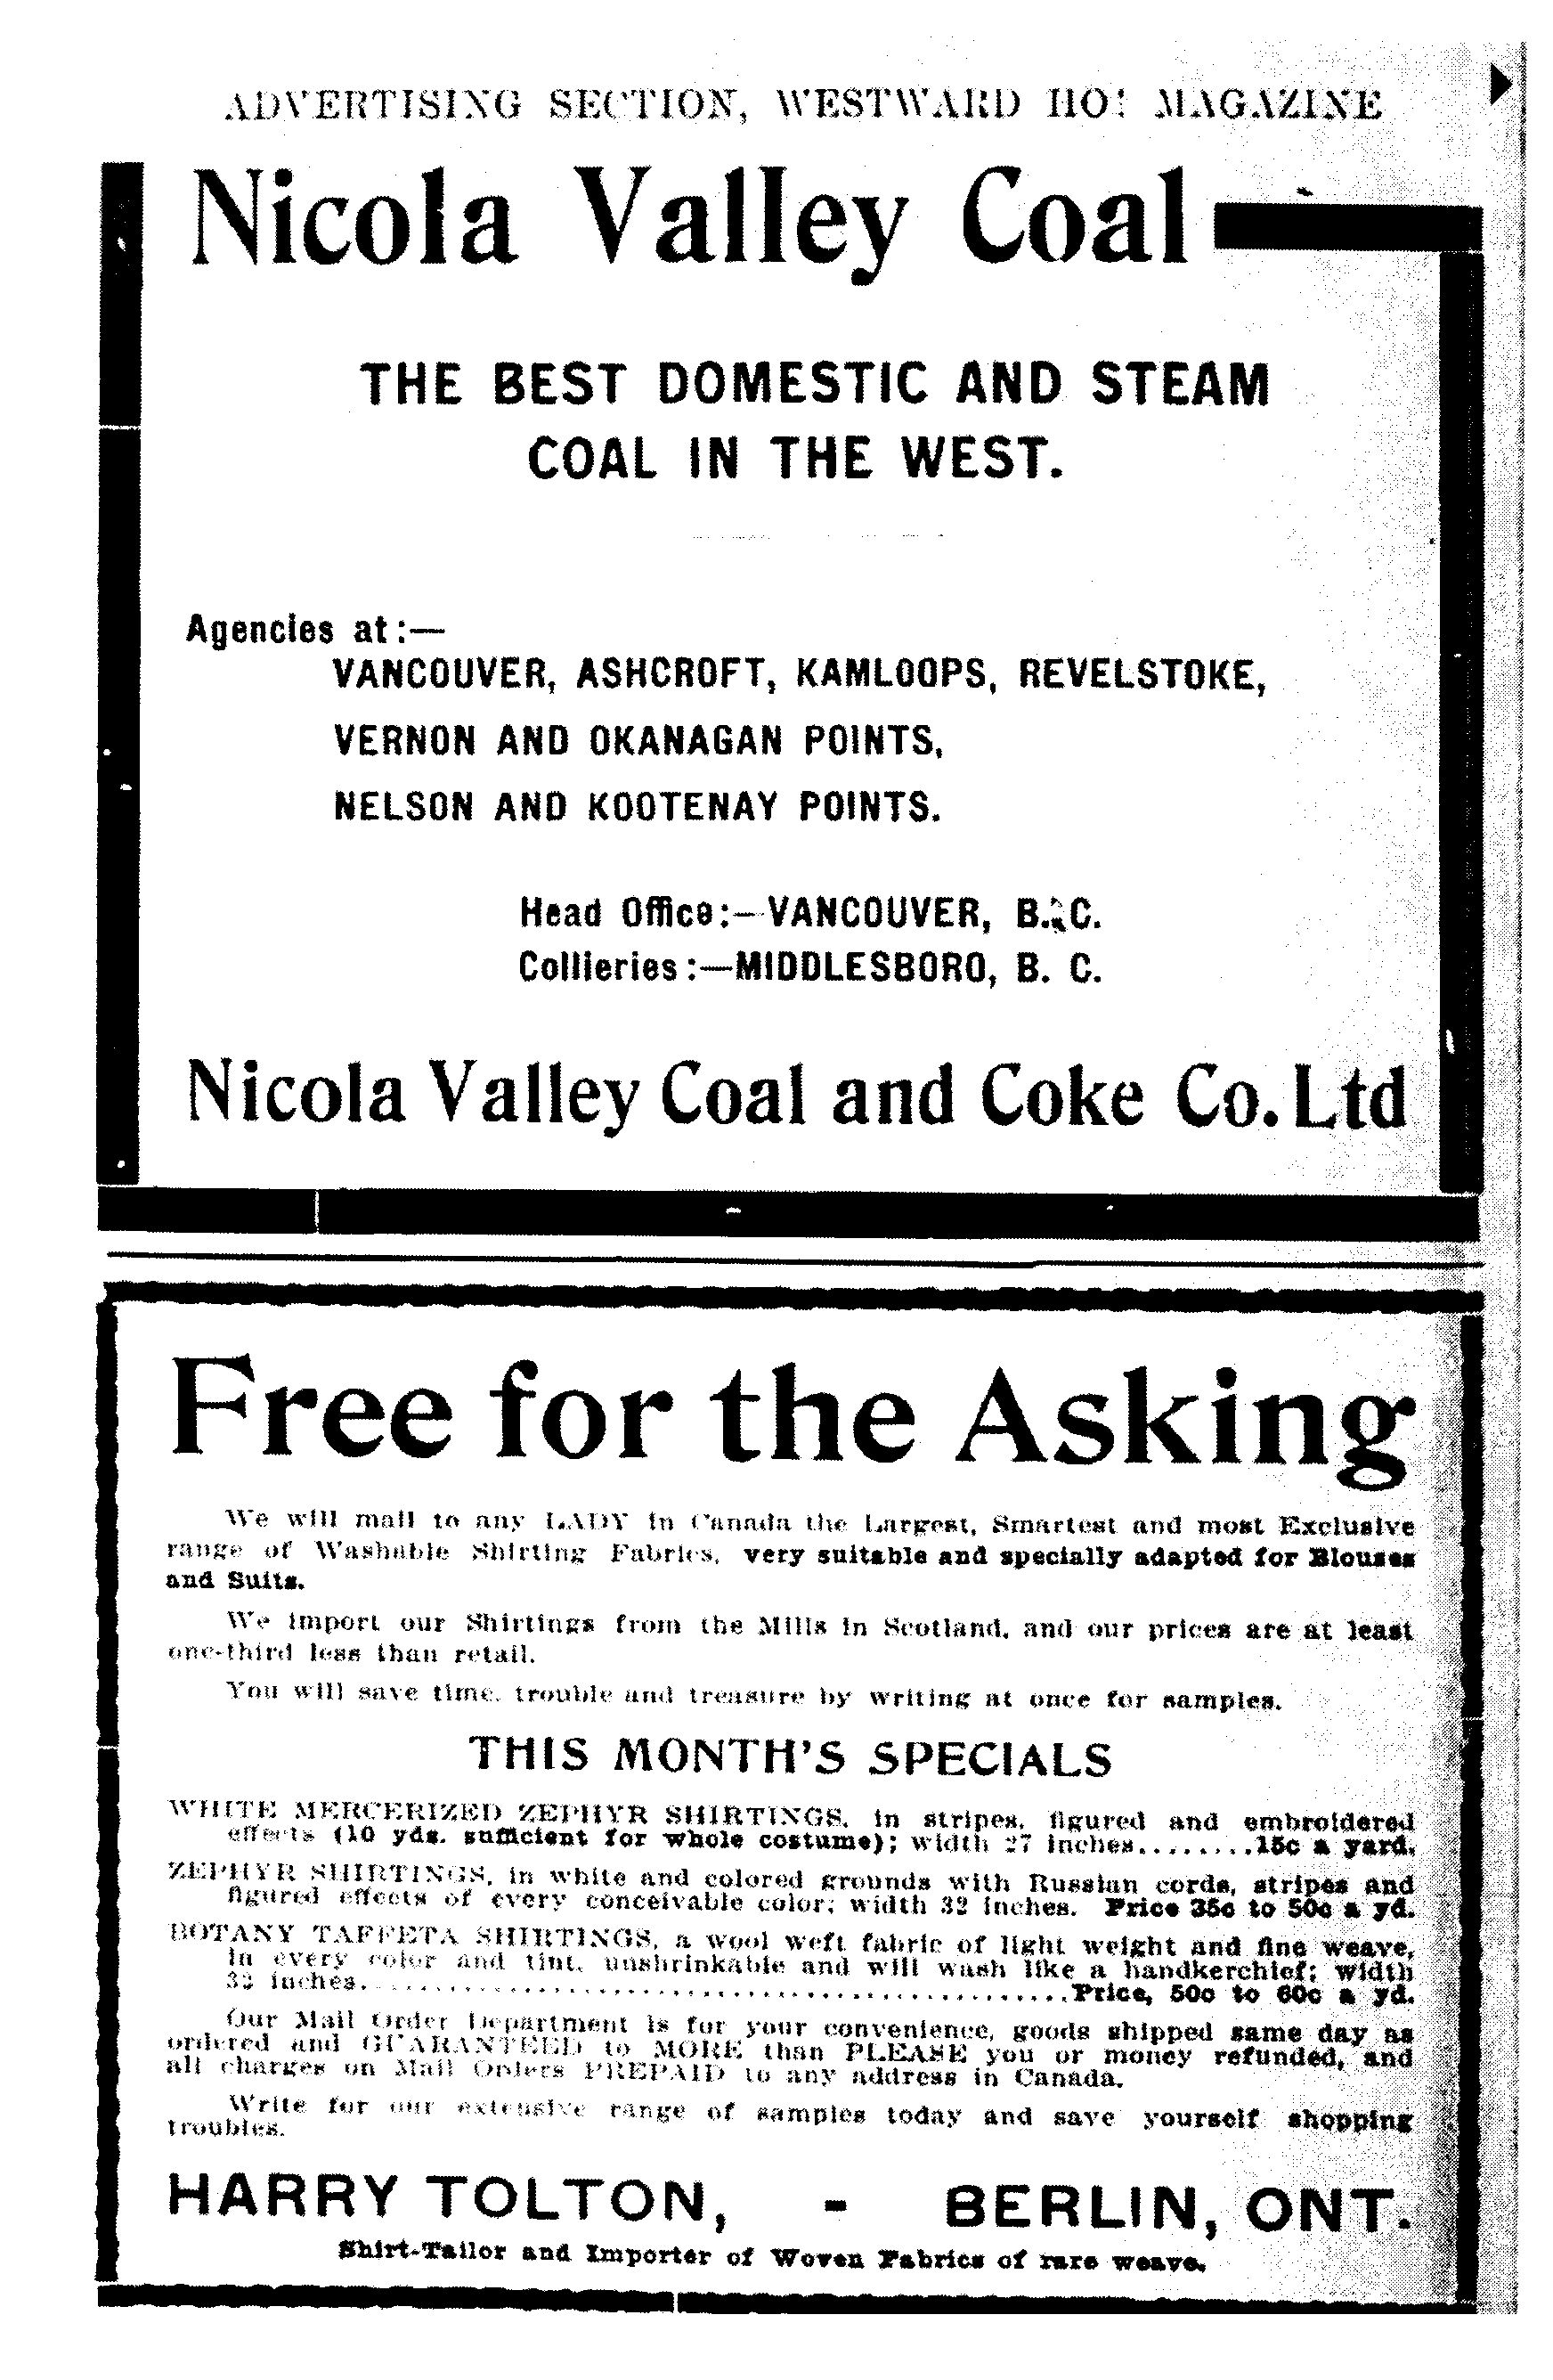 ADVERTISING SECTION, WESTWARD HO! MAGAZINE
Nicola Valley Coal
THE BEST DOMESTIC AND STEAM
COAL IN THE WEST.
Agencies at:—
VANCOUVER, ASHCROFT, KAMLOOPS, REVELSTOKE,
VERNON AND OKANAGAN POINTS,
NELSON AND KOOTENAY POINTS.
Head Office:—VANCOUVER, B. C.
Collieries:—MIDDLESBORO, B. C.
Nicola Valley Coal and Coke Co. Ltd
Free for the Asking
We will mail to any LADY in Canada the Largest, Smartest and most Exclusive
range of Washable Shirting Fabrics, very suitable and specially adapted for Blouses
and Suits.
We import our Shirtings from the Mills in Scotland, and our prices are at least
one-third less than retail.
You will save time, trouble and treasure by writing at once for samples.
THIS MONTH'S SPECIALS
WHITE MERCERIZED ZEPHYR SHIRTINGS, in stripes, figured and embroidered
effects (10 yds. sufficient for whole costume); width 27 inches........15c a yard.
ZEPHYR SHIRTINGS, in white and colored grounds with Russian cords, stripes and
figured effects of every conceivable color; width 32 inches. Price 35c to 50c a yd.
BOTANY TAFFETA SHIRTINGS, a wool weft fabric of light weight and fine weave,
in every color and tint, unshrinkable and will wash like a handkerchief; width
32 inches..................................................Price, 50c to 60c a yd.
Our Mail Order Department is for your convenience, goods shipped same day as
ordered and GUARANTEED to MORE than PLEASE you or money refunded, and
all charges on Mail Orders PREPAID to any address in Canada.
Write for our extensive range of samples today and save yourself shopping
troubles.
HARRY TOLTON, - BERLIN, ONT.
Shirt-Tailor and Importer of Woven Fabrics of rare weave.